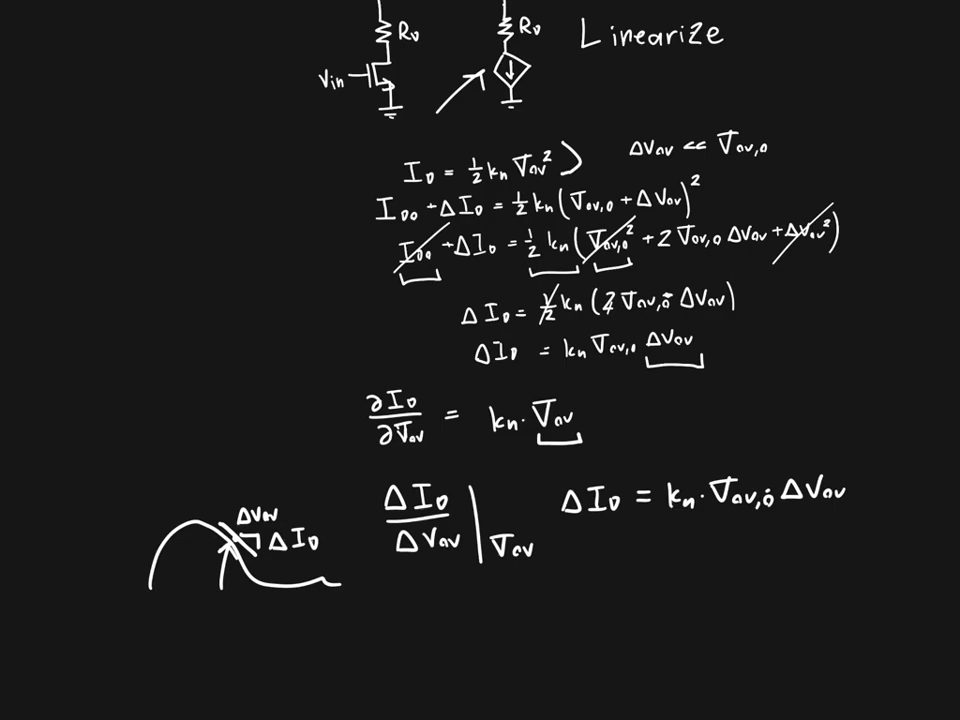 R_D R_D Linearize
V_in
I_D = 1/2 k_n V_ov² ΔV_ov << V_ov,0
I_D0 + ΔI_D = 1/2 k_n (V_ov,0 + ΔV_ov)²
I_D0 + ΔI_D = 1/2 k_n (V_ov,0² + 2 V_ov,0 ΔV_ov + ΔV_ov²)
ΔI_D = 1/2 k_n (2 V_ov,0 · ΔV_ov)
ΔI_D = k_n V_ov,0 ΔV_ov
∂I_D/∂V_ov = k_n · V_ov
ΔI_D/ΔV_ov | V_ov ΔI_D = k_n · V_ov,0 · ΔV_ov
ΔV_ov
ΔI_D